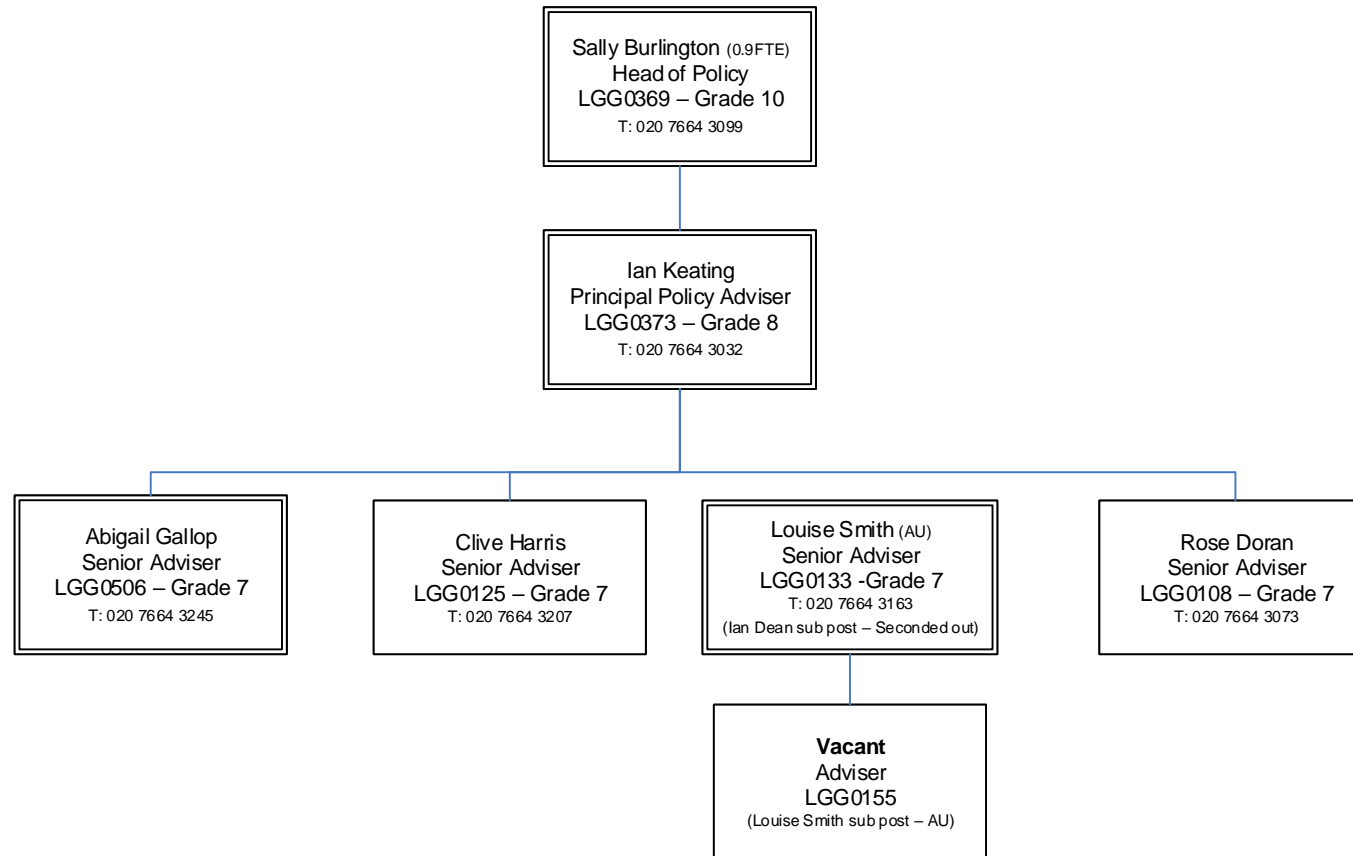 Sally Burlington (0.9FTE)
Head of Policy
LGG0369 – Grade 10
T: 020 7664 3099
Ian Keating
Principal Policy Adviser
LGG0373 – Grade 8
T: 020 7664 3032
Abigail Gallop
Senior Adviser
LGG0506 – Grade 7
T: 020 7664 3245
Clive Harris
Senior Adviser
LGG0125 – Grade 7
T: 020 7664 3207
Louise Smith (AU)
Senior Adviser
LGG0133 -Grade 7
T: 020 7664 3163
(Ian Dean sub post – Seconded out)
Rose Doran
Senior Adviser
LGG0108 – Grade 7
T: 020 7664 3073
Vacant
Adviser
LGG0155
(Louise Smith sub post – AU)